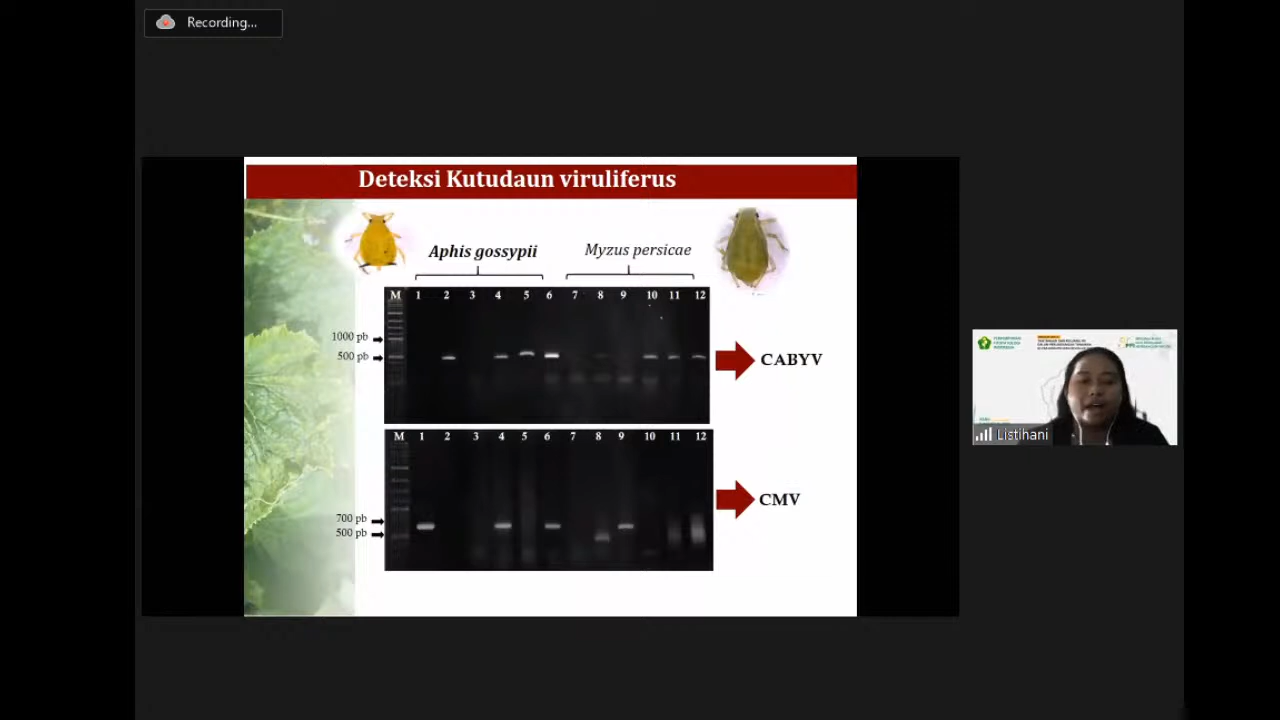 Recording...
Deteksi Kutudaun viruliferus
Aphis gossypii
Myzus persicae
M 1 2 3 4 5 6 7 8 9 10 11 12
1000 pb
500 pb
CABYV
M 1 2 3 4 5 6 7 8 9 10 11 12
700 pb
500 pb
CMV
Listihani